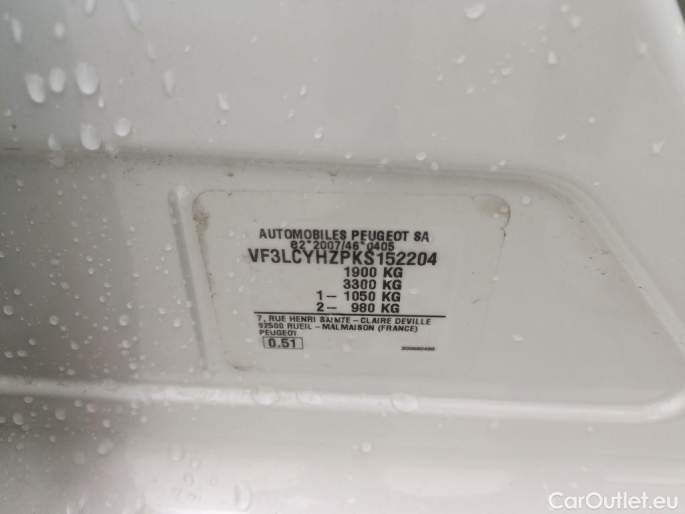 AUTOMOBILES PEUGEOT SA
e2*2007/46*0405
VF3LCYHZPKS152204
1900 KG
3300 KG
1- 1050 KG
2- 980 KG
7, RUE HENRI SAINTE - CLAIRE DEVILLE
92500 RUEIL - MALMAISON (FRANCE)
PEUGEOT
0.51
CarOutlet.eu